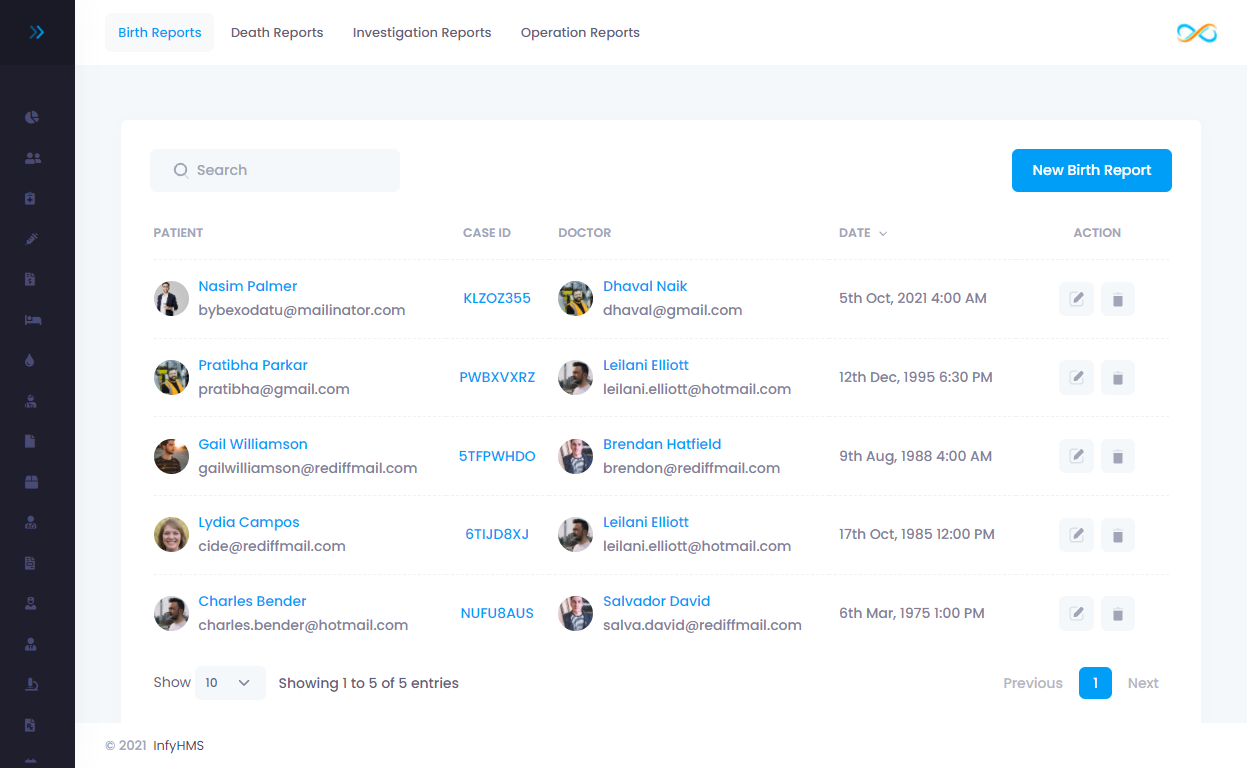 Birth Reports Death Reports Investigation Reports Operation Reports
Search New Birth Report
PATIENT CASE ID DOCTOR DATE ACTION
Nasim Palmer Dhaval Naik
KLZOZ355 5th Oct, 2021 4:00 AM
bybexodatu@mailinator.com dhaval@gmail.com
Pratibha Parkar Leilani Elliott
PWBXVXRZ 12th Dec, 1995 6:30 PM
pratibha@gmail.com leilani.elliott@hotmail.com
Gail Williamson Brendan Hatfield
5TFPWHDO 9th Aug, 1988 4:00 AM
gailwilliamson@rediffmail.com brendon@rediffmail.com
Lydia Campos Leilani Elliott
6TIJD8XJ 17th Oct, 1985 12:00 PM
cide@rediffmail.com leilani.elliott@hotmail.com
Charles Bender Salvador David
NUFU8AUS 6th Mar, 1975 1:00 PM
charles.bender@hotmail.com salva.david@rediffmail.com
Show 10 Showing 1 to 5 of 5 entries Previous 1 Next
© 2021 InfyHMS